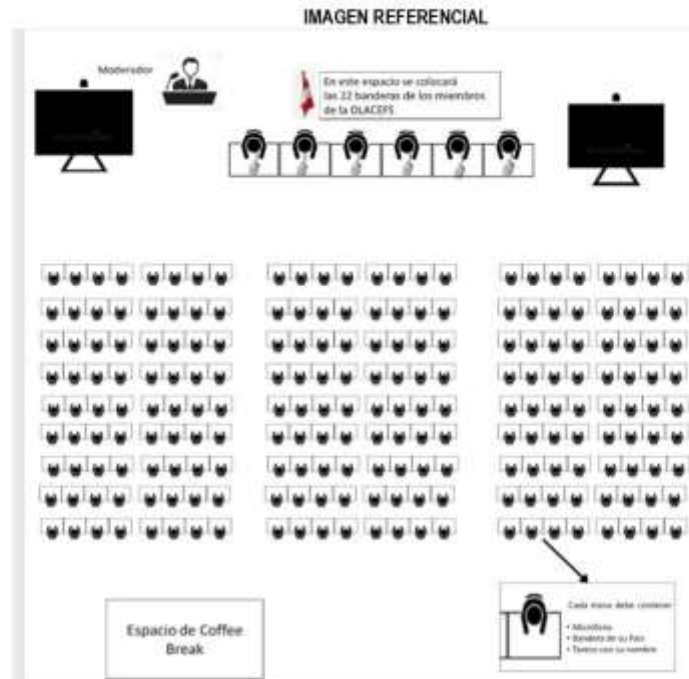 IMAGEN REFERENCIAL
Moderador
En este espacio se colocará
las 22 banderas de los miembros
de la OLACEFS
Espacio de Coffee
Break
Cada mesa debe contener
• Micrófono
• Bandera de su País
• Tomos con su nombre